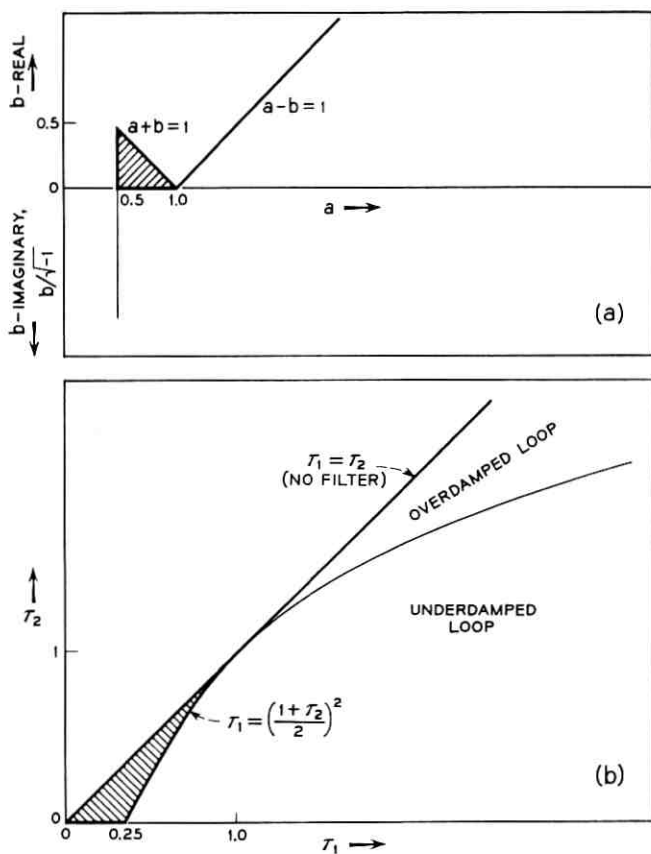 b-REAL
0.5
0
a+b=1
a-b=1
0.5 1.0
a
b-IMAGINARY,
b/√-1
(a)
τ1 = τ2
(NO FILTER)
OVERDAMPED LOOP
UNDERDAMPED
LOOP
τ2
1
τ1 = ((1 + τ2)/2)^2
(b)
0
0 0.25 1.0
τ1